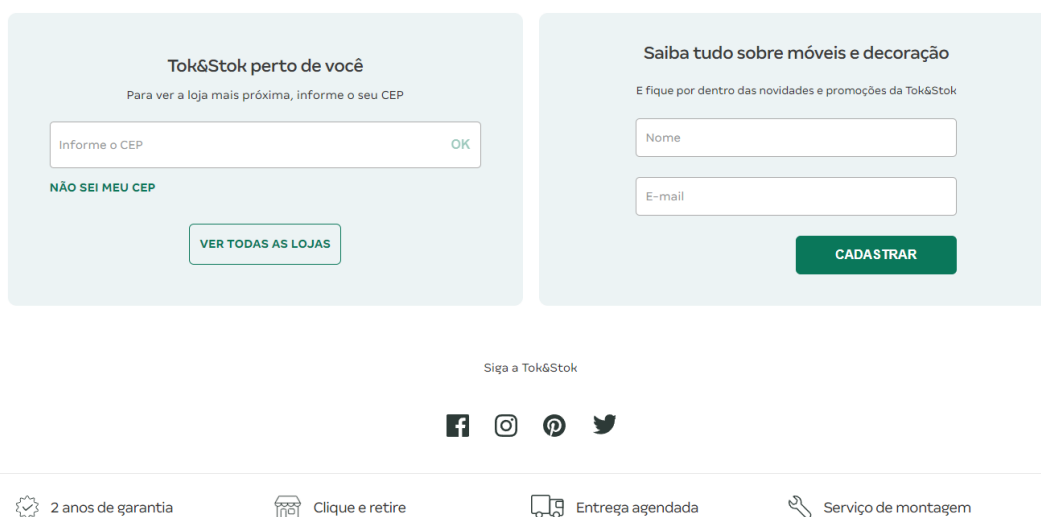 Tok&Stok perto de você
Para ver a loja mais próxima, informe o seu CEP
Informe o CEP
OK
NÃO SEI MEU CEP
VER TODAS AS LOJAS
Saiba tudo sobre móveis e decoração
E fique por dentro das novidades e promoções da Tok&Stok
Nome
E-mail
CADASTRAR
Siga a Tok&Stok
2 anos de garantia
Clique e retire
Entrega agendada
Serviço de montagem